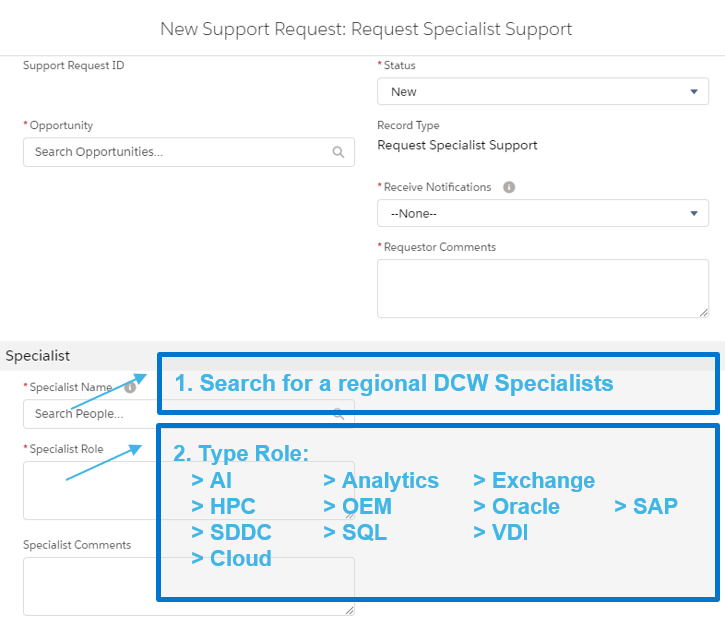 New Support Request: Request Specialist Support
Support Request ID
* Status
New
* Opportunity
Search Opportunities...
Record Type
Request Specialist Support
* Receive Notifications
--None--
* Requestor Comments
Specialist
* Specialist Name
Search People...
1. Search for a regional DCW Specialists
* Specialist Role
2. Type Role:
> AI > Analytics > Exchange
> HPC > OEM > Oracle > SAP
> SDDC > SQL > VDI
> Cloud
Specialist Comments